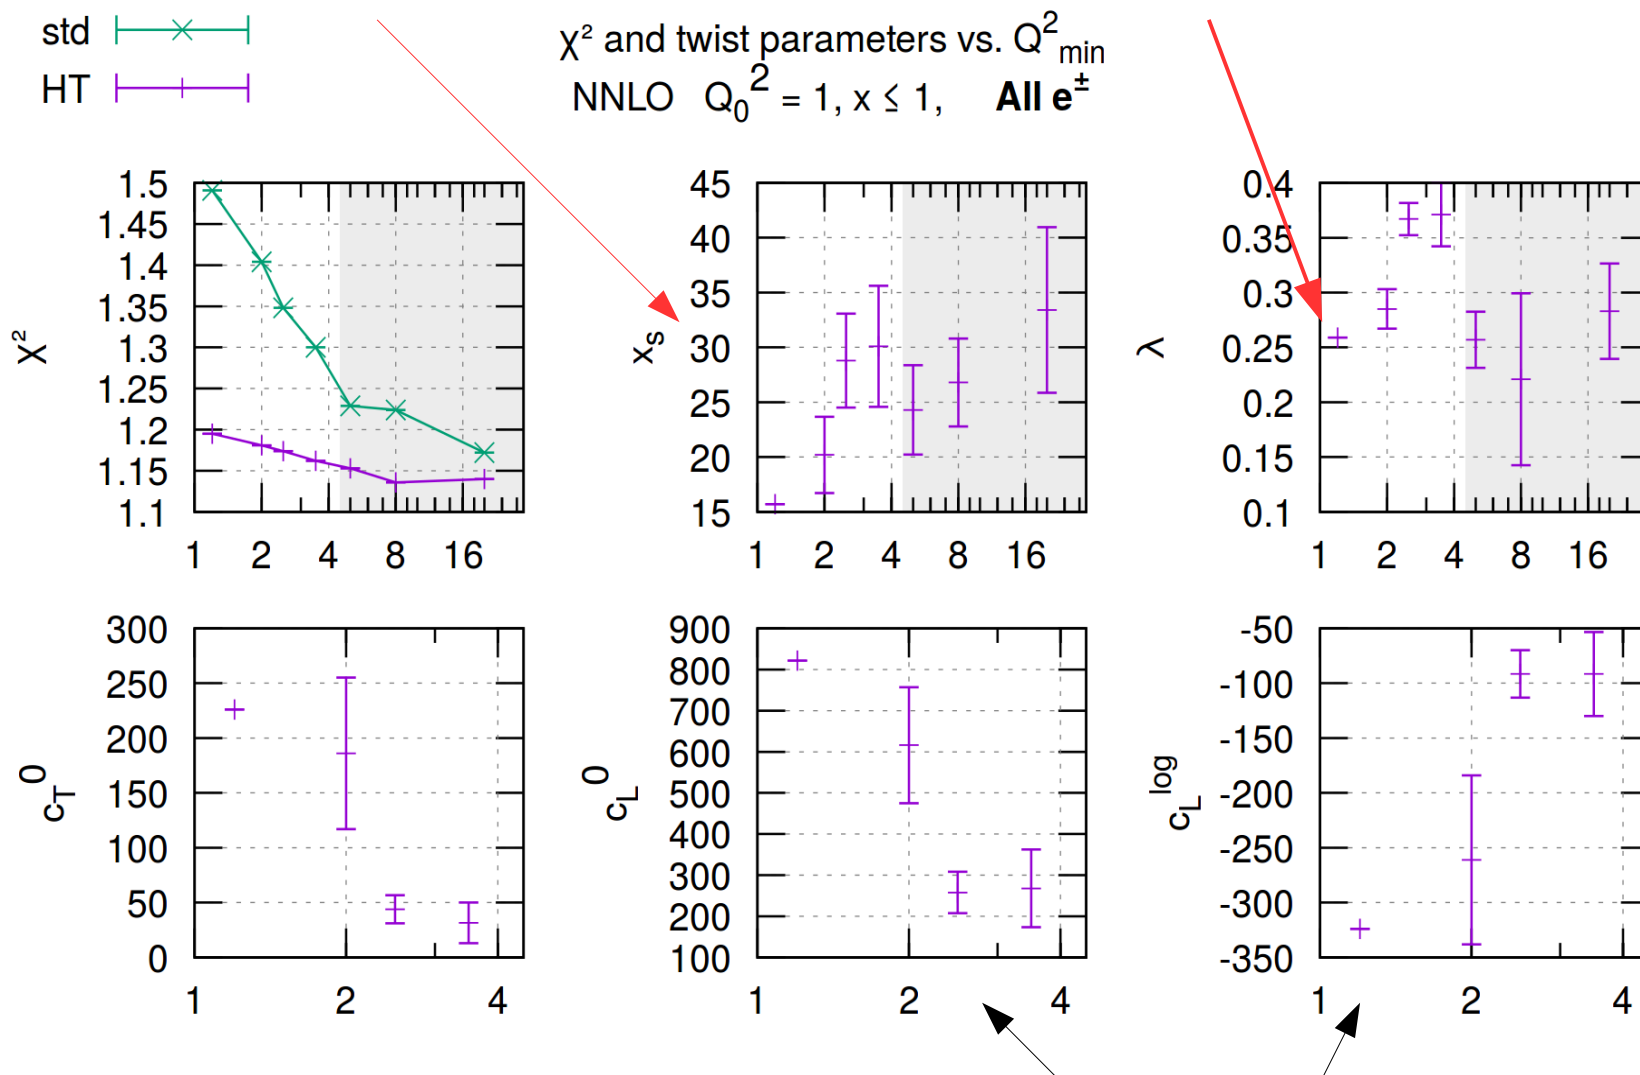 std
HT
χ² and twist parameters vs. Q²min
NNLO Q₀² = 1, x ≤ 1, All e±
χ²
1.5
1.45
1.4
1.35
1.3
1.25
1.2
1.15
1.1
1 2 4 8 16
xs
45
40
35
30
25
20
15
1 2 4 8 16
λ
0.4
0.35
0.3
0.25
0.2
0.15
0.1
1 2 4 8 16
cT0
300
250
200
150
100
50
0
1 2 4
cL0
900
800
700
600
500
400
300
200
100
1 2 4
cLlog
-50
-100
-150
-200
-250
-300
-350
1 2 4